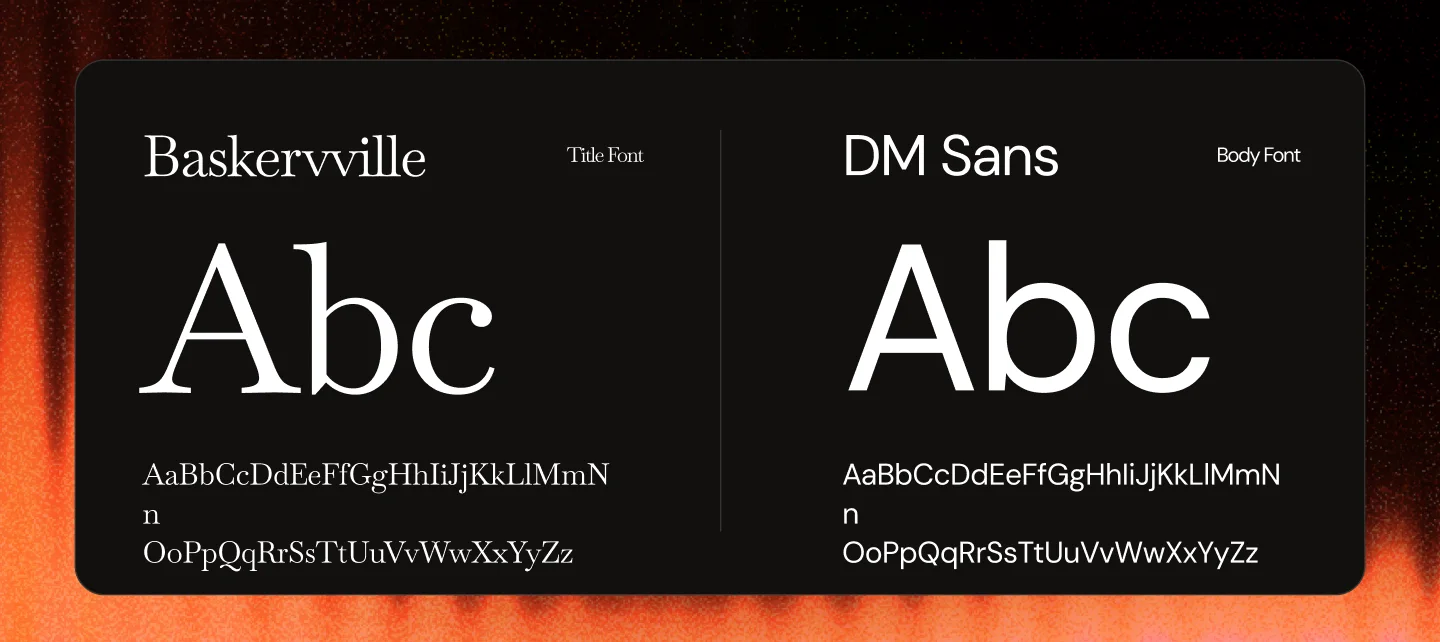 Baskervville
Title Font
Abc
AaBbCcDdEeFfGgHhIiJjKkLlMmN
n
OoPpQqRrSsTtUuVvWwXxYyZz
DM Sans
Body Font
Abc
AaBbCcDdEeFfGgHhIiJjKkLlMmN
n
OoPpQqRrSsTtUuVvWwXxYyZz